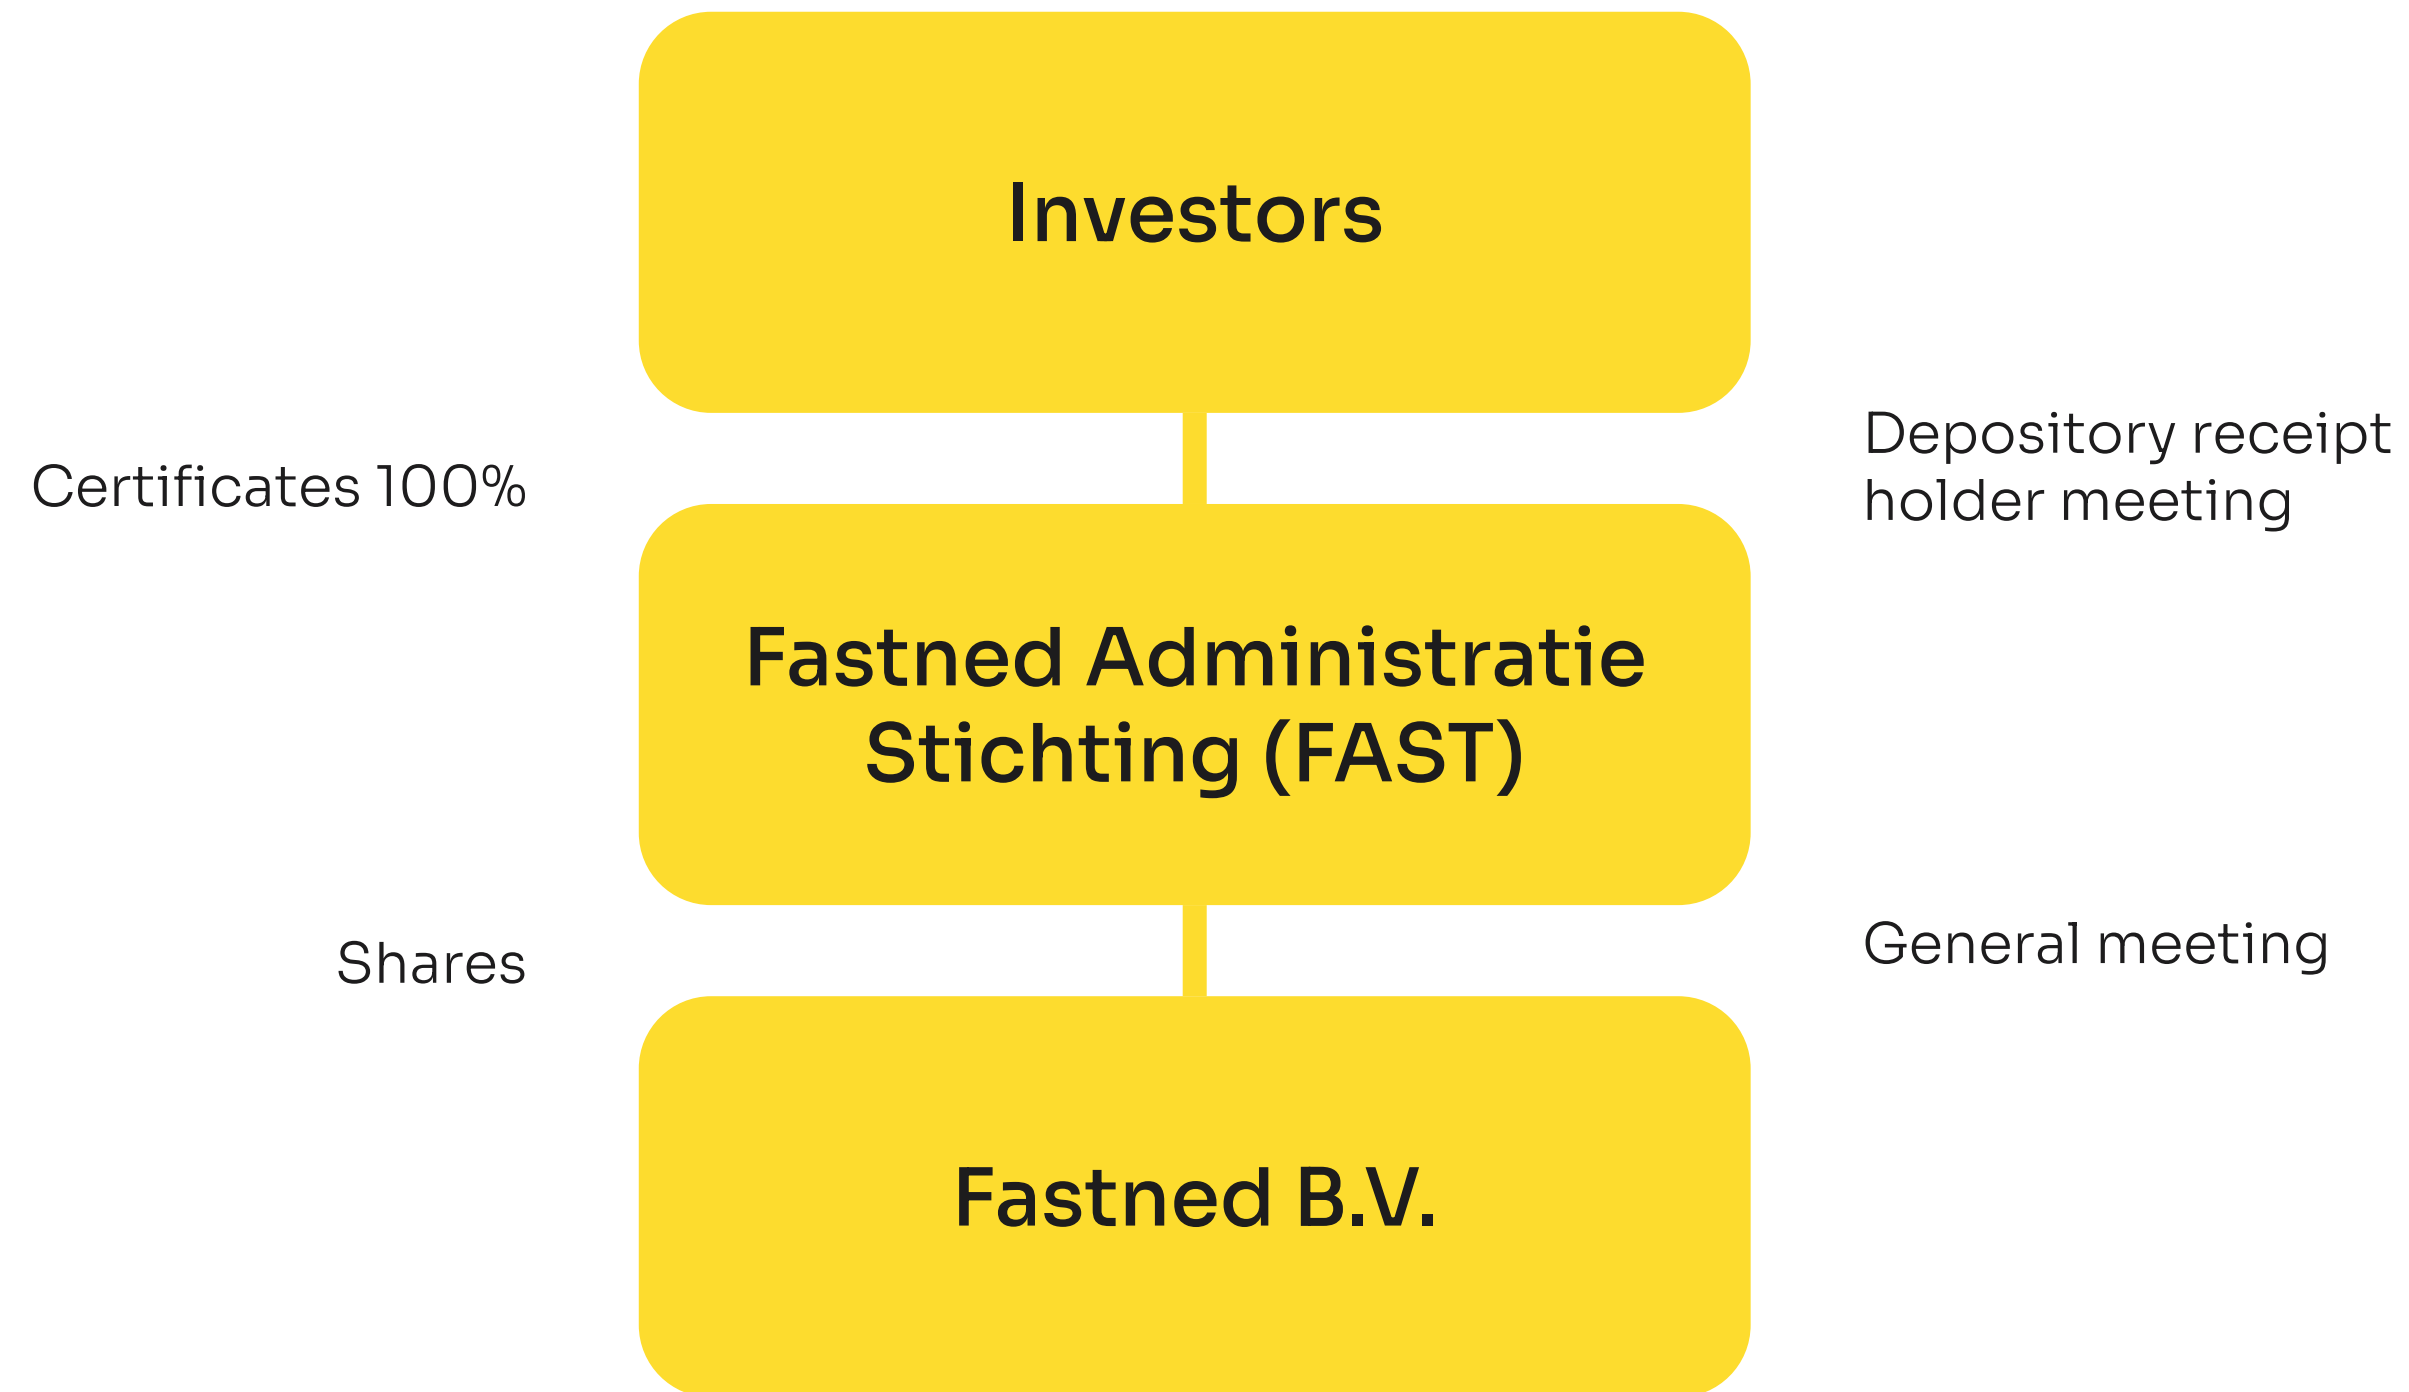 Investors
Certificates 100%
Depository receipt
holder meeting
Fastned Administratie
Stichting (FAST)
Shares
General meeting
Fastned B.V.